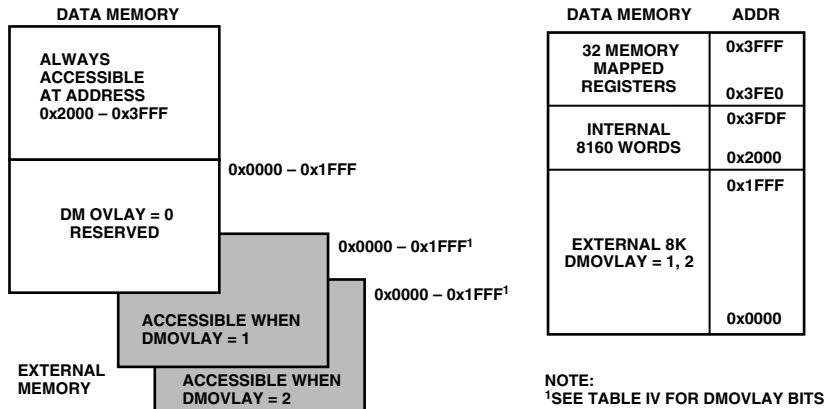 DATA MEMORY
ALWAYS
ACCESSIBLE
AT ADDRESS
0x2000 – 0x3FFF
0x0000 – 0x1FFF
DM OVLAY = 0
RESERVED
0x0000 – 0x1FFF¹
0x0000 – 0x1FFF¹
ACCESSIBLE WHEN
DMOVLAY = 1
EXTERNAL
MEMORY
ACCESSIBLE WHEN
DMOVLAY = 2
DATA MEMORY ADDR
32 MEMORY
MAPPED
REGISTERS
0x3FFF
0x3FE0
INTERNAL
8160 WORDS
0x3FDF
0x2000
0x1FFF
EXTERNAL 8K
DMOVLAY = 1, 2
0x0000
NOTE:
¹SEE TABLE IV FOR DMOVLAY BITS